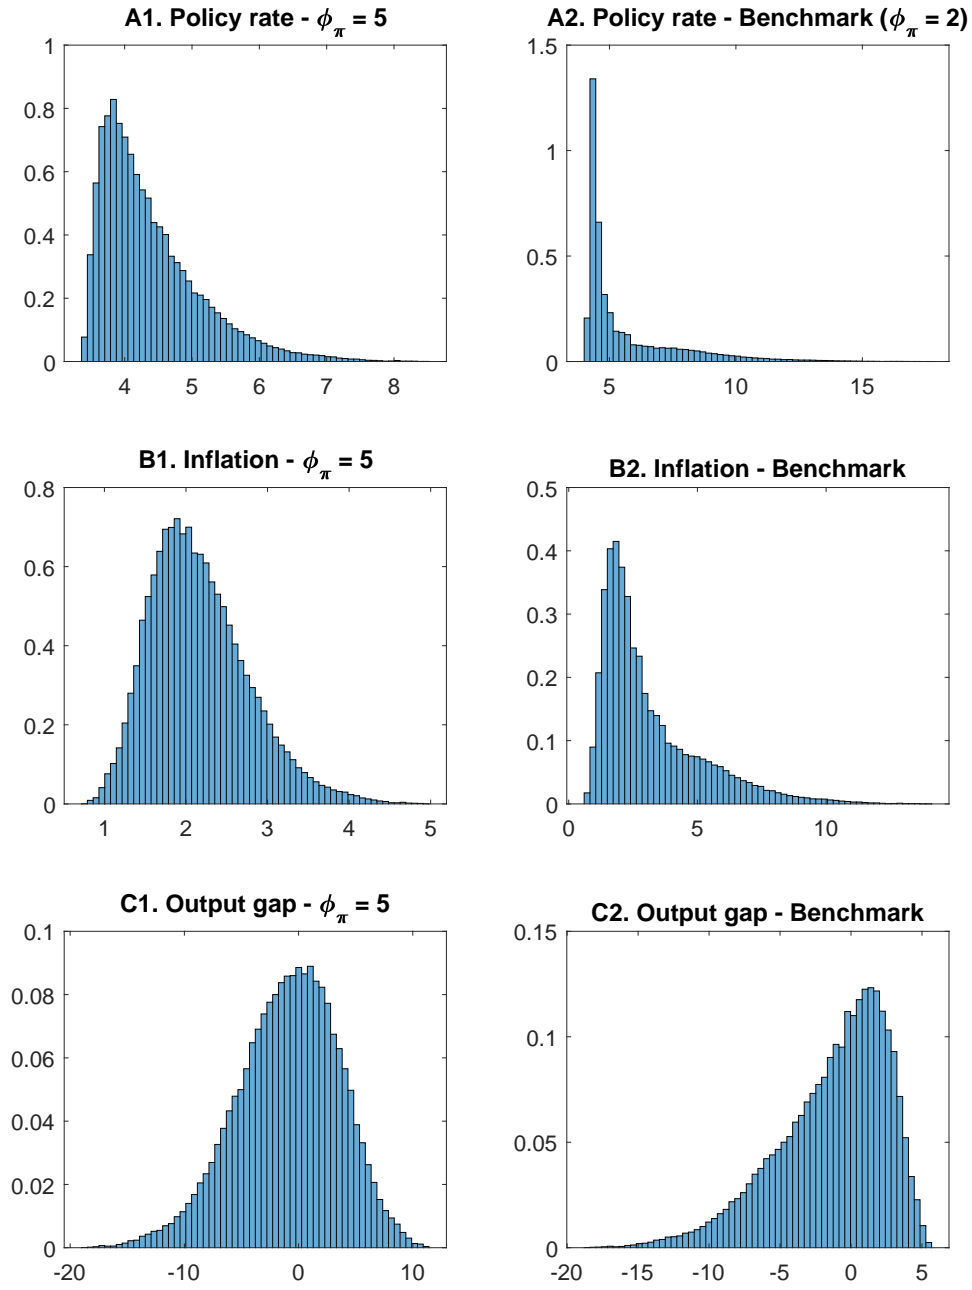 A1. Policy rate - ϕπ = 5
1
0.8
0.6
0.4
0.2
0
4 5 6 7 8
A2. Policy rate - Benchmark (ϕπ = 2)
1.5
1
0.5
0
5 10 15
B1. Inflation - ϕπ = 5
0.8
0.6
0.4
0.2
0
1 2 3 4 5
B2. Inflation - Benchmark
0.5
0.4
0.3
0.2
0.1
0
0 5 10
C1. Output gap - ϕπ = 5
0.1
0.08
0.06
0.04
0.02
0
-20 -10 0 10
C2. Output gap - Benchmark
0.15
0.1
0.05
0
-20 -15 -10 -5 0 5